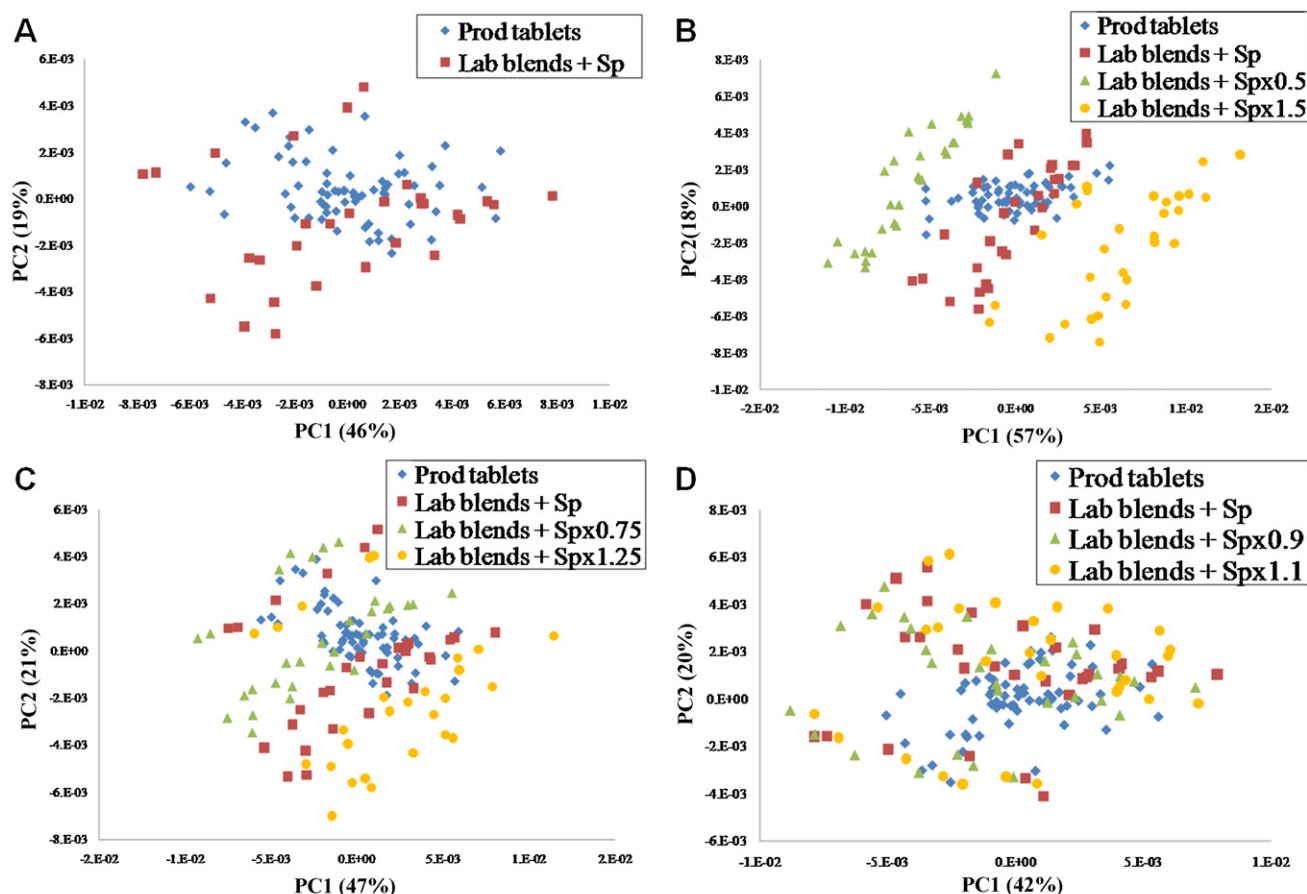 A
Prod tablets
Lab blends + Sp
6.E-03
4.E-03
2.E-03
0.E+00
-2.E-03
-4.E-03
-6.E-03
-8.E-03
PC2 (19%)
-1.E-02 -8.E-03 -6.E-03 -4.E-03 -2.E-03 0.E+00 2.E-03 4.E-03 6.E-03 8.E-03 1.E-02
PC1 (46%)
B
Prod tablets
Lab blends + Sp
Lab blends + Spx0.5
Lab blends + Spx1.5
8.E-03
6.E-03
4.E-03
2.E-03
0.E+00
-2.E-03
-4.E-03
-6.E-03
-8.E-03
-1.E-02
PC2(18%)
-2.E-02 -1.E-02 -5.E-03 0.E+00 5.E-03 1.E-02 2.E-02
PC1 (57%)
C
Prod tablets
Lab blends + Sp
Lab blends + Spx0.75
Lab blends + Spx1.25
6.E-03
4.E-03
2.E-03
0.E+00
-2.E-03
-4.E-03
-6.E-03
-8.E-03
PC2 (21%)
-2.E-02 -1.E-02 -5.E-03 0.E+00 5.E-03 1.E-02 2.E-02
PC1 (47%)
D
Prod tablets
Lab blends + Sp
Lab blends + Spx0.9
Lab blends + Spx1.1
8.E-03
6.E-03
4.E-03
2.E-03
0.E+00
-2.E-03
-4.E-03
-6.E-03
PC2 (20%)
-1.E-02 -5.E-03 0.E+00 5.E-03 1.E-02
PC1 (42%)